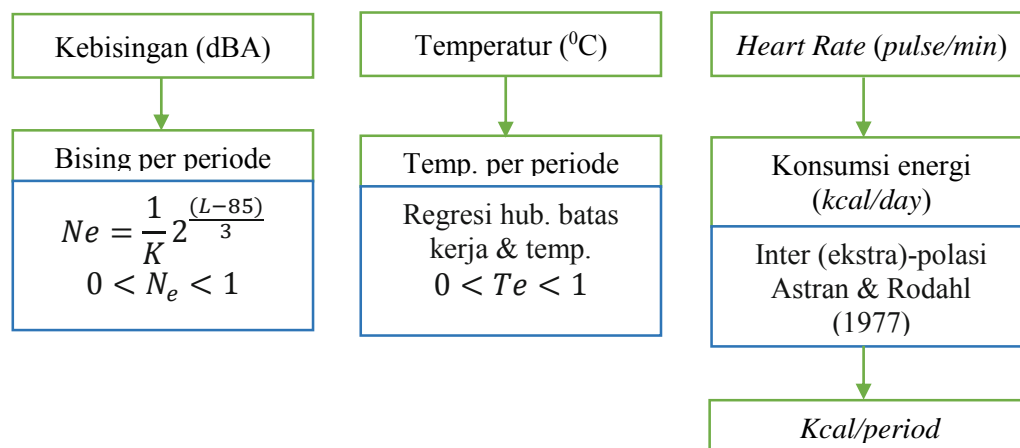 Kebisingan (dBA)
Bising per periode
Ne = \frac{1}{K} 2^{\frac{(L-85)}{3}}
0 < N_e < 1
Temperatur (⁰C)
Temp. per periode
Regresi hub. batas
kerja & temp.
0 < Te < 1
Heart Rate (pulse/min)
Konsumsi energi
(kcal/day)
Inter (ekstra)-polasi
Astran & Rodahl
(1977)
Kcal/period